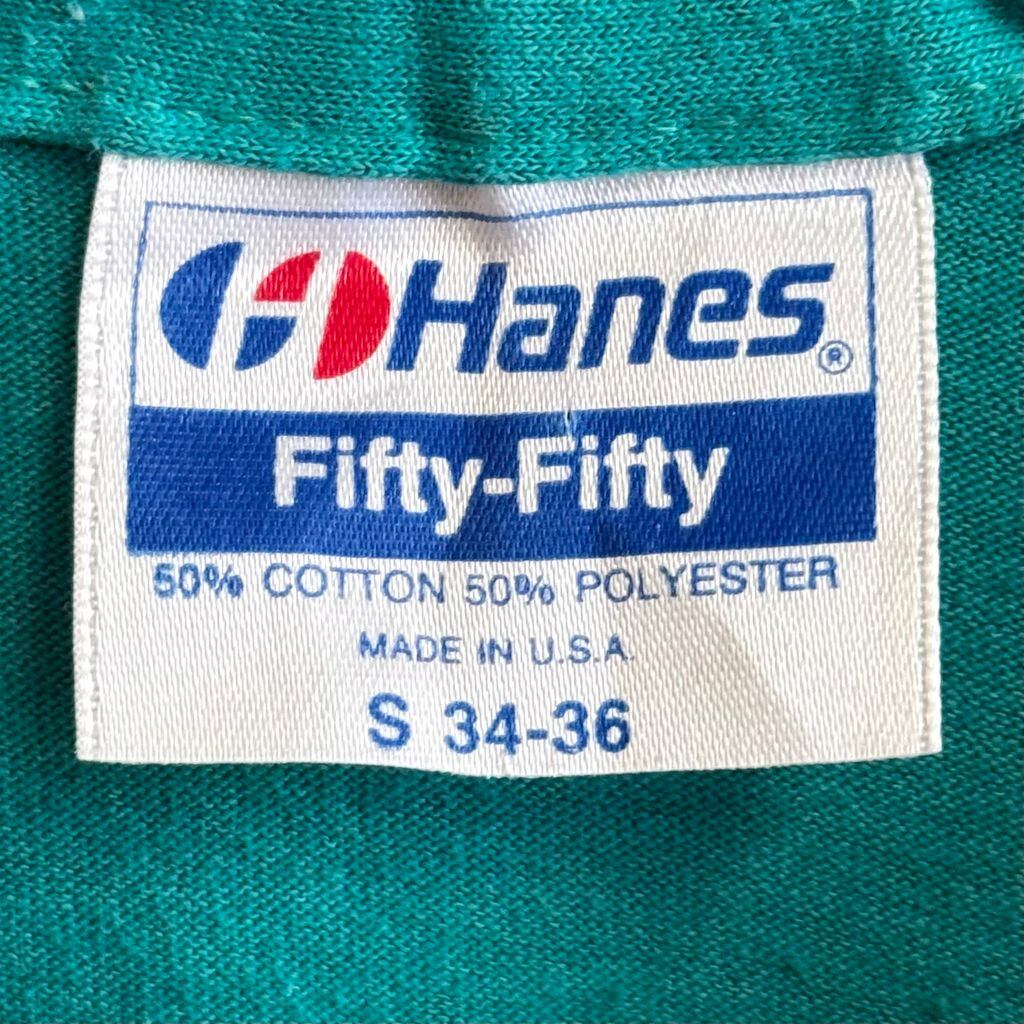 Hanes®
Fifty-Fifty
50% COTTON 50% POLYESTER
MADE IN U.S.A.
S 34-36